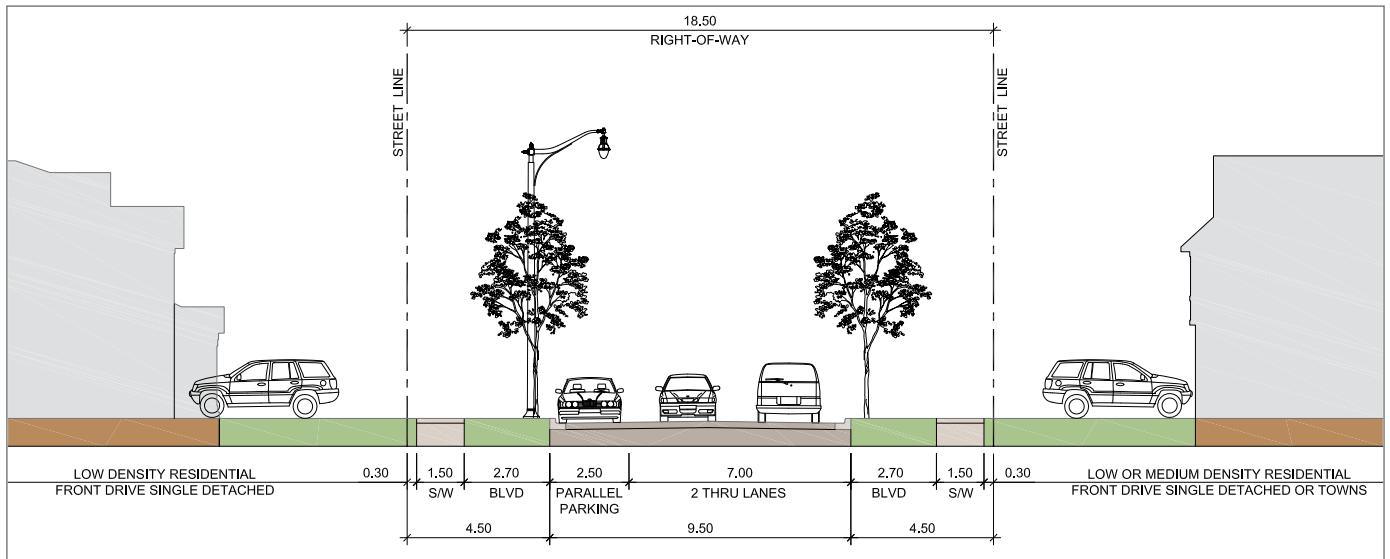 18.50
RIGHT-OF-WAY
STREET LINE
STREET LINE
LOW DENSITY RESIDENTIAL
FRONT DRIVE SINGLE DETACHED
0.30
1.50
S/W
2.70
BLVD
2.50
PARALLEL
PARKING
7.00
2 THRU LANES
2.70
BLVD
1.50
S/W
0.30
LOW OR MEDIUM DENSITY RESIDENTIAL
FRONT DRIVE SINGLE DETACHED OR TOWNS
4.50
9.50
4.50